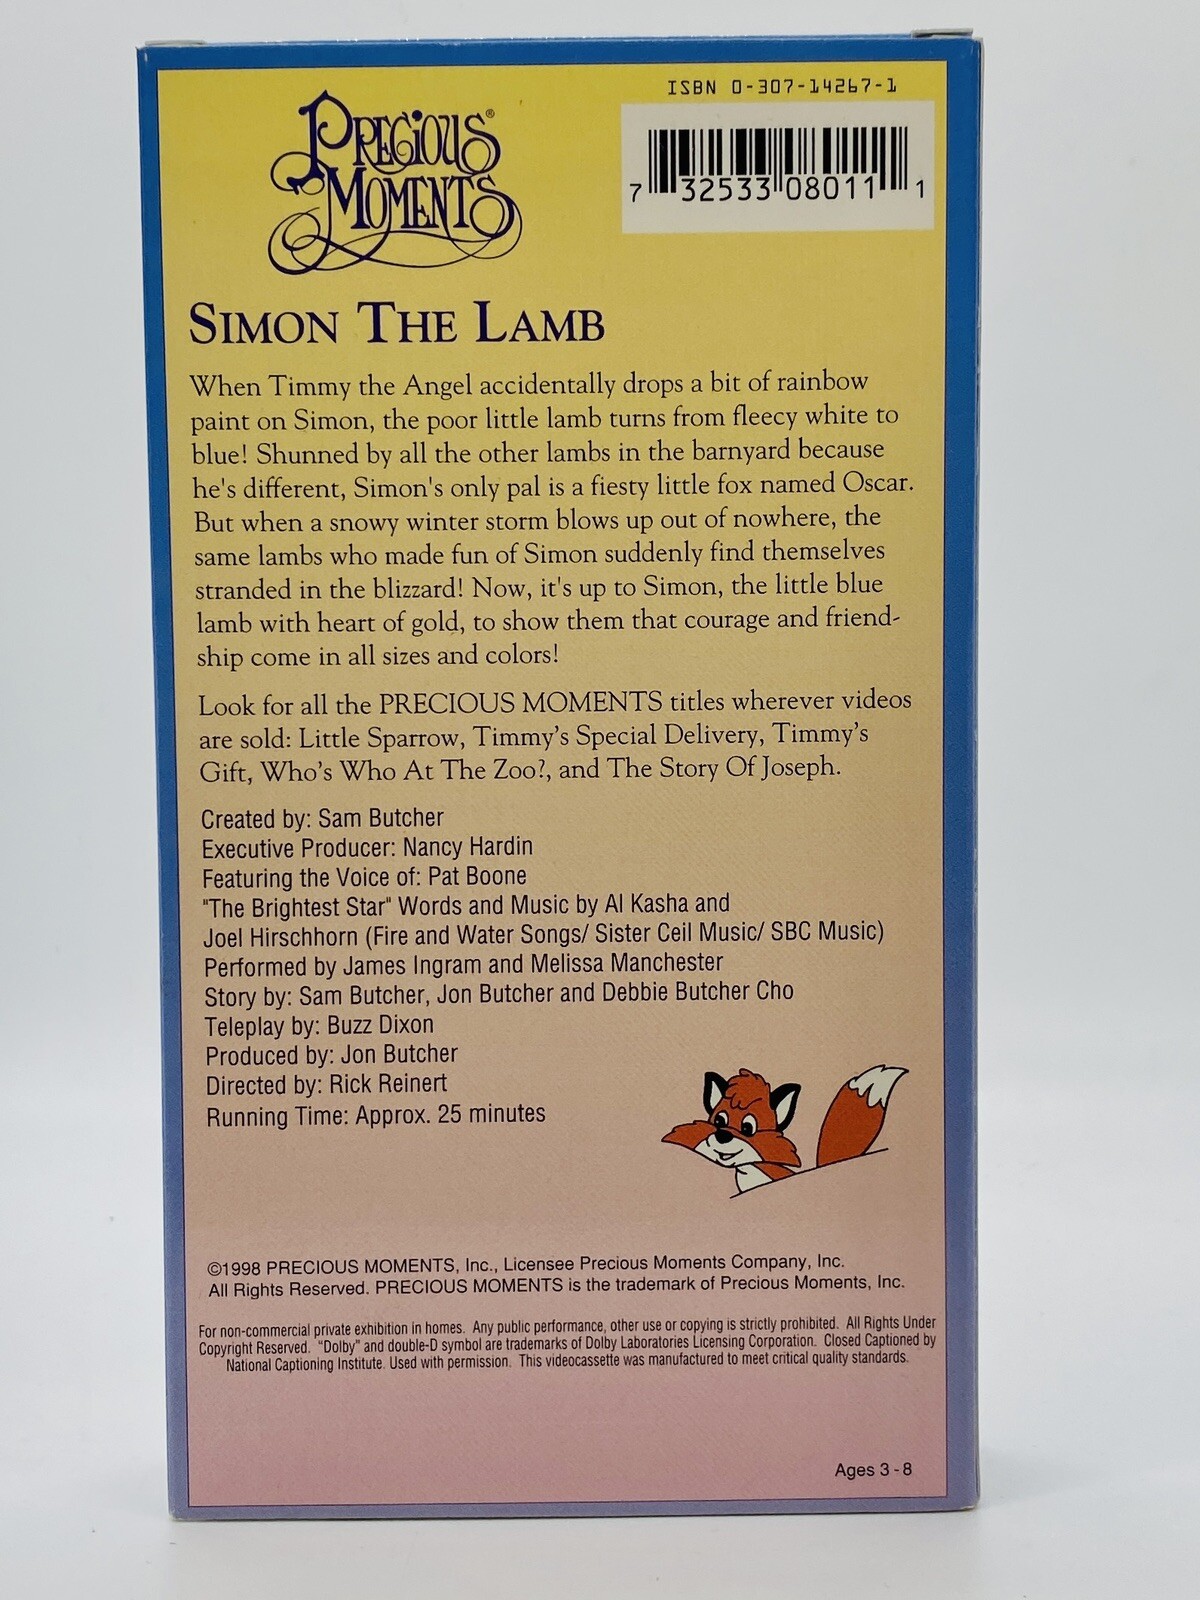 ISBN 0-307-14267-1
PRECIOUS®
MOMENTS
7 32533 08011 1
SIMON THE LAMB
When Timmy the Angel accidentally drops a bit of rainbow
paint on Simon, the poor little lamb turns from fleecy white to
blue! Shunned by all the other lambs in the barnyard because
he's different, Simon's only pal is a fiesty little fox named Oscar.
But when a snowy winter storm blows up out of nowhere, the
same lambs who made fun of Simon suddenly find themselves
stranded in the blizzard! Now, it's up to Simon, the little blue
lamb with heart of gold, to show them that courage and friend-
ship come in all sizes and colors!
Look for all the PRECIOUS MOMENTS titles wherever videos
are sold: Little Sparrow, Timmy's Special Delivery, Timmy's
Gift, Who's Who At The Zoo?, and The Story Of Joseph.
Created by: Sam Butcher
Executive Producer: Nancy Hardin
Featuring the Voice of: Pat Boone
"The Brightest Star" Words and Music by Al Kasha and
Joel Hirschhorn (Fire and Water Songs/ Sister Ceil Music/ SBC Music)
Performed by James Ingram and Melissa Manchester
Story by: Sam Butcher, Jon Butcher and Debbie Butcher Cho
Teleplay by: Buzz Dixon
Produced by: Jon Butcher
Directed by: Rick Reinert
Running Time: Approx. 25 minutes
©1998 PRECIOUS MOMENTS, Inc., Licensee Precious Moments Company, Inc.
All Rights Reserved. PRECIOUS MOMENTS is the trademark of Precious Moments, Inc.
For non-commercial private exhibition in homes. Any public performance, other use or copying is strictly prohibited. All Rights Under
Copyright Reserved. "Dolby" and double-D symbol are trademarks of Dolby Laboratories Licensing Corporation. Closed Captioned by
National Captioning Institute. Used with permission. This videocassette was manufactured to meet critical quality standards.
Ages 3 - 8